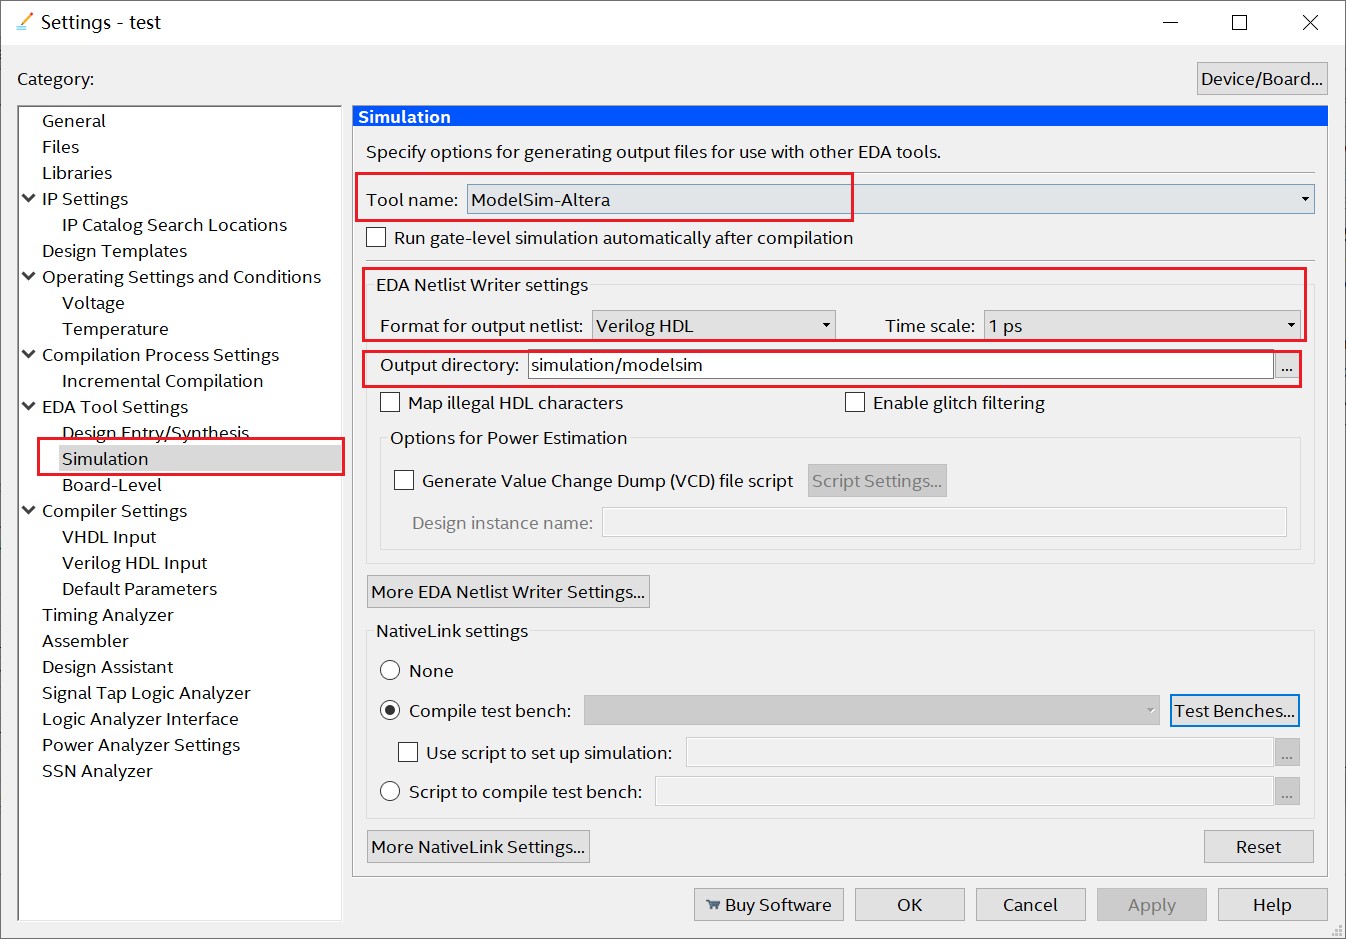 Settings - test
Category:
Device/Board...
General
Files
Libraries
IP Settings
IP Catalog Search Locations
Design Templates
Operating Settings and Conditions
Voltage
Temperature
Compilation Process Settings
Incremental Compilation
EDA Tool Settings
Design Entry/Synthesis
Simulation
Board-Level
Compiler Settings
VHDL Input
Verilog HDL Input
Default Parameters
Timing Analyzer
Assembler
Design Assistant
Signal Tap Logic Analyzer
Logic Analyzer Interface
Power Analyzer Settings
SSN Analyzer
Simulation
Specify options for generating output files for use with other EDA tools.
Tool name: ModelSim-Altera
Run gate-level simulation automatically after compilation
EDA Netlist Writer settings
Format for output netlist: Verilog HDL Time scale: 1 ps
Output directory: simulation/modelsim ...
Map illegal HDL characters Enable glitch filtering
Options for Power Estimation
Generate Value Change Dump (VCD) file script Script Settings...
Design instance name:
More EDA Netlist Writer Settings...
NativeLink settings
None
Compile test bench: Test Benches...
Use script to set up simulation: ...
Script to compile test bench: ...
More NativeLink Settings... Reset
Buy Software OK Cancel Apply Help